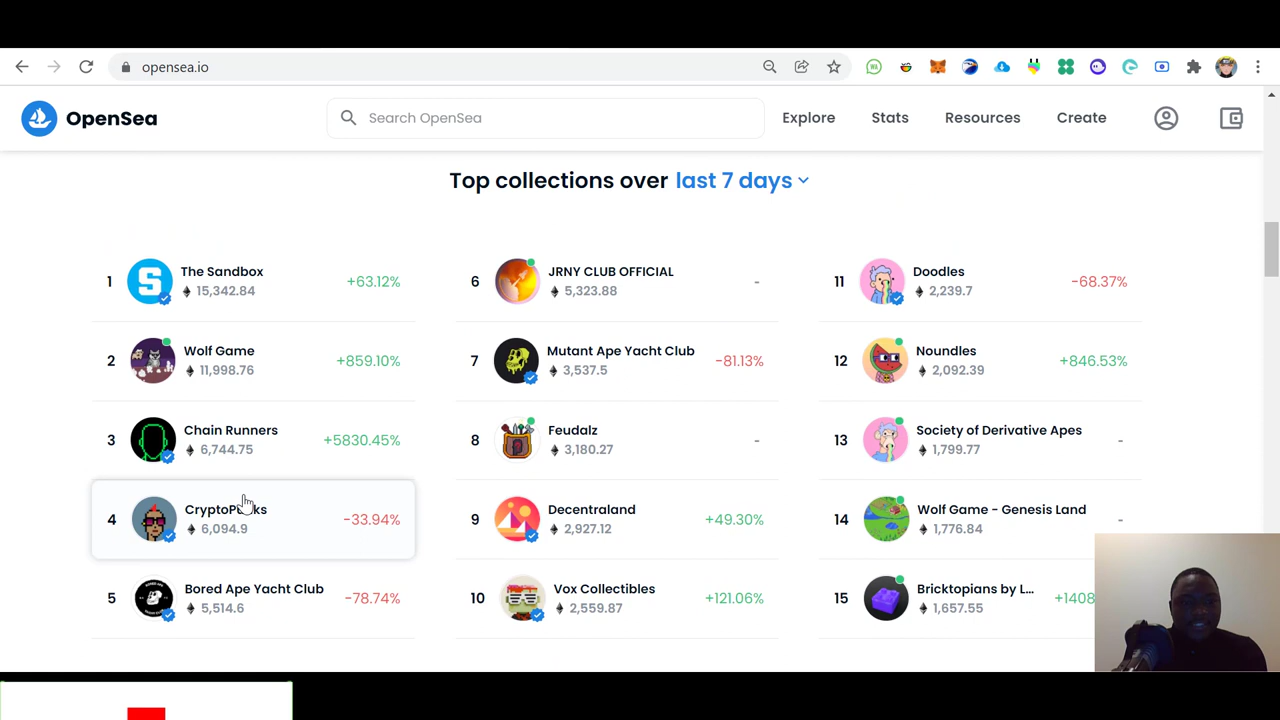 opensea.io
OpenSea
Search OpenSea
Explore
Stats
Resources
Create
Top collections over last 7 days
1
The Sandbox
15,342.84
+63.12%
2
Wolf Game
11,998.76
+859.10%
3
Chain Runners
6,744.75
+5830.45%
4
6,094.9
-33.94%
5
Bored Ape Yacht Club
5,514.6
-78.74%
6
JRNY CLUB OFFICIAL
5,323.88
-
7
Mutant Ape Yacht Club
3,537.5
-81.13%
8
Feudalz
3,180.27
-
9
Decentraland
2,927.12
+49.30%
10
Vox Collectibles
2,559.87
+121.06%
11
Doodles
2,239.7
-68.37%
12
Noundles
2,092.39
+846.53%
13
Society of Derivative Apes
1,799.77
-
14
Wolf Game - Genesis Land
1,776.84
-
15
Bricktopians by L...
1,657.55
+1408